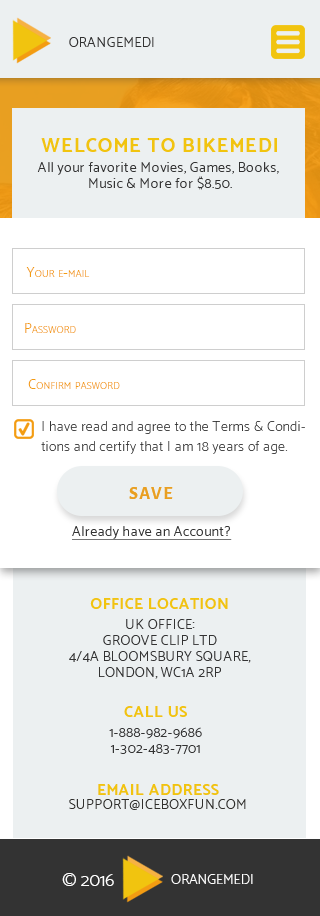 ORANGEMEDI
WELCOME TO BIKEMEDI
All your favorite Movies, Games, Books,
Music & More for $8.50.
Your e-mail
Password
Confirm pasword
I have read and agree to the Terms & Condi-
tions and certify that I am 18 years of age.
SAVE
Already have an Account?
OFFICE LOCATION
UK OFFICE:
GROOVE CLIP LTD
4/4A BLOOMSBURY SQUARE,
LONDON, WC1A 2RP
CALL US
1-888-982-9686
1-302-483-7701
EMAIL ADDRESS
SUPPORT@ICEBOXFUN.COM
© 2016 ORANGEMEDI